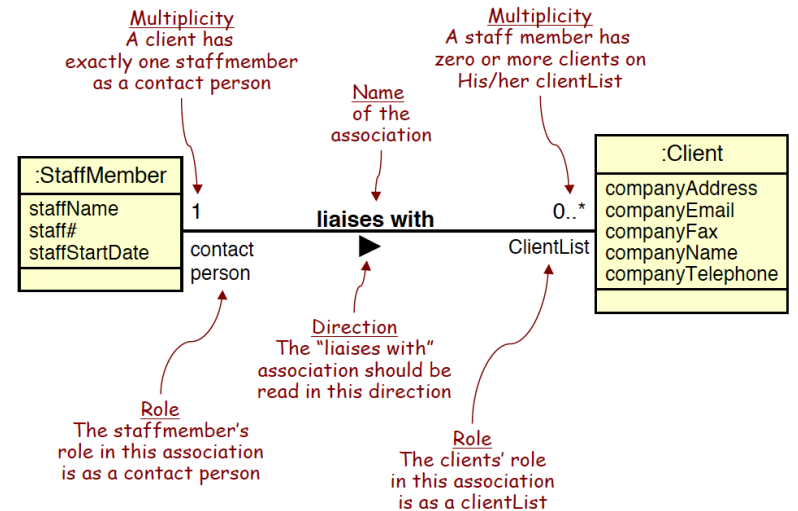 Multiplicity
A client has
exactly one staffmember
as a contact person
Multiplicity
A staff member has
zero or more clients on
His/her clientList
Name
of the
association
:StaffMember
staffName
staff#
staffStartDate
1
contact
person
liaises with
0..*
ClientList
:Client
companyAddress
companyEmail
companyFax
companyName
companyTelephone
Direction
The “liaises with”
association should be
read in this direction
Role
The staffmember's
role in this association
is as a contact person
Role
The clients' role
in this association
is as a clientList